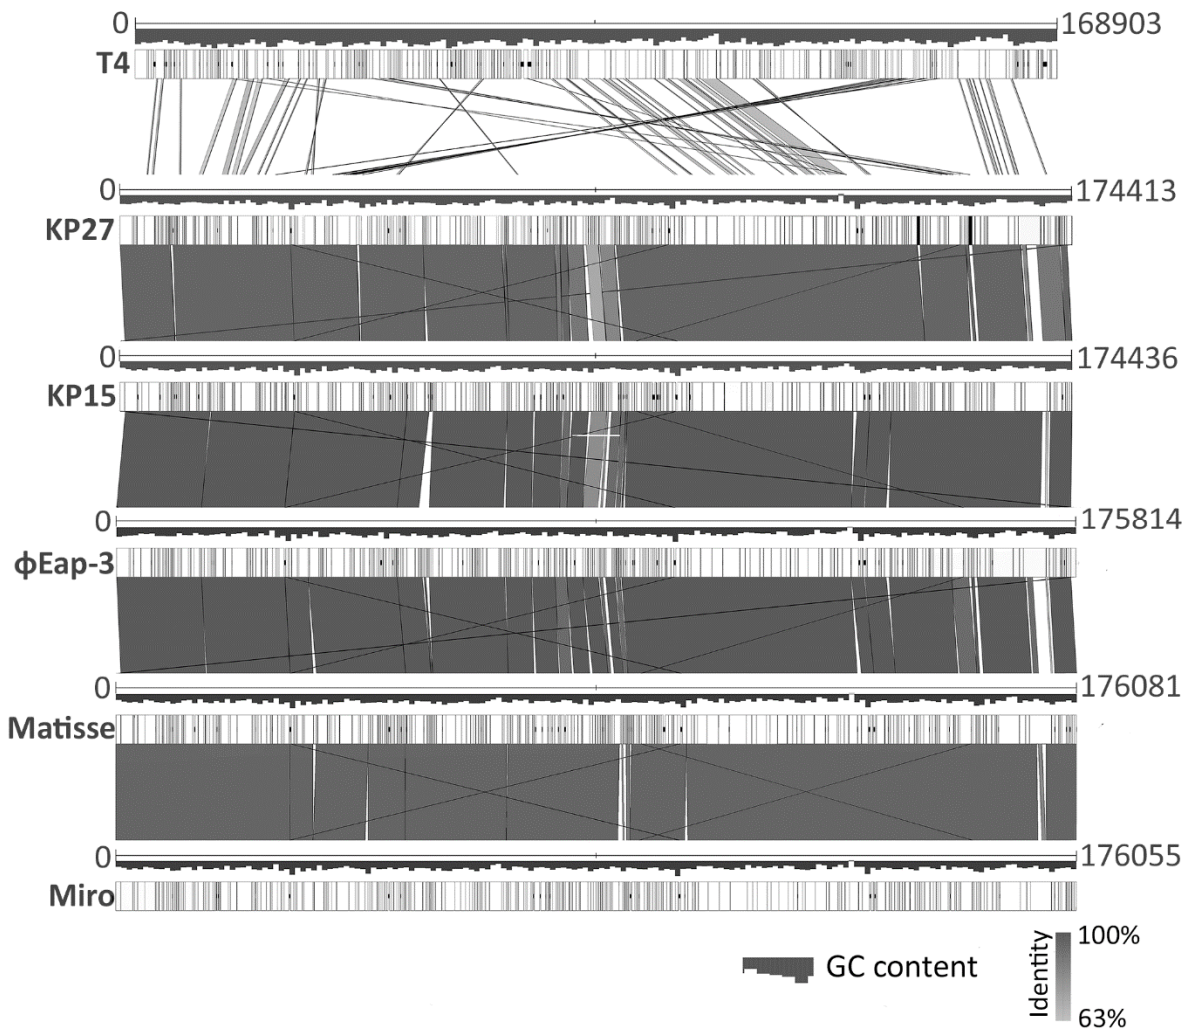 0 168903
T4
0 174413
KP27
0 174436
KP15
0 175814
φEap-3
0 176081
Matisse
0 176055
Miro
GC content
Identity
100%
63%